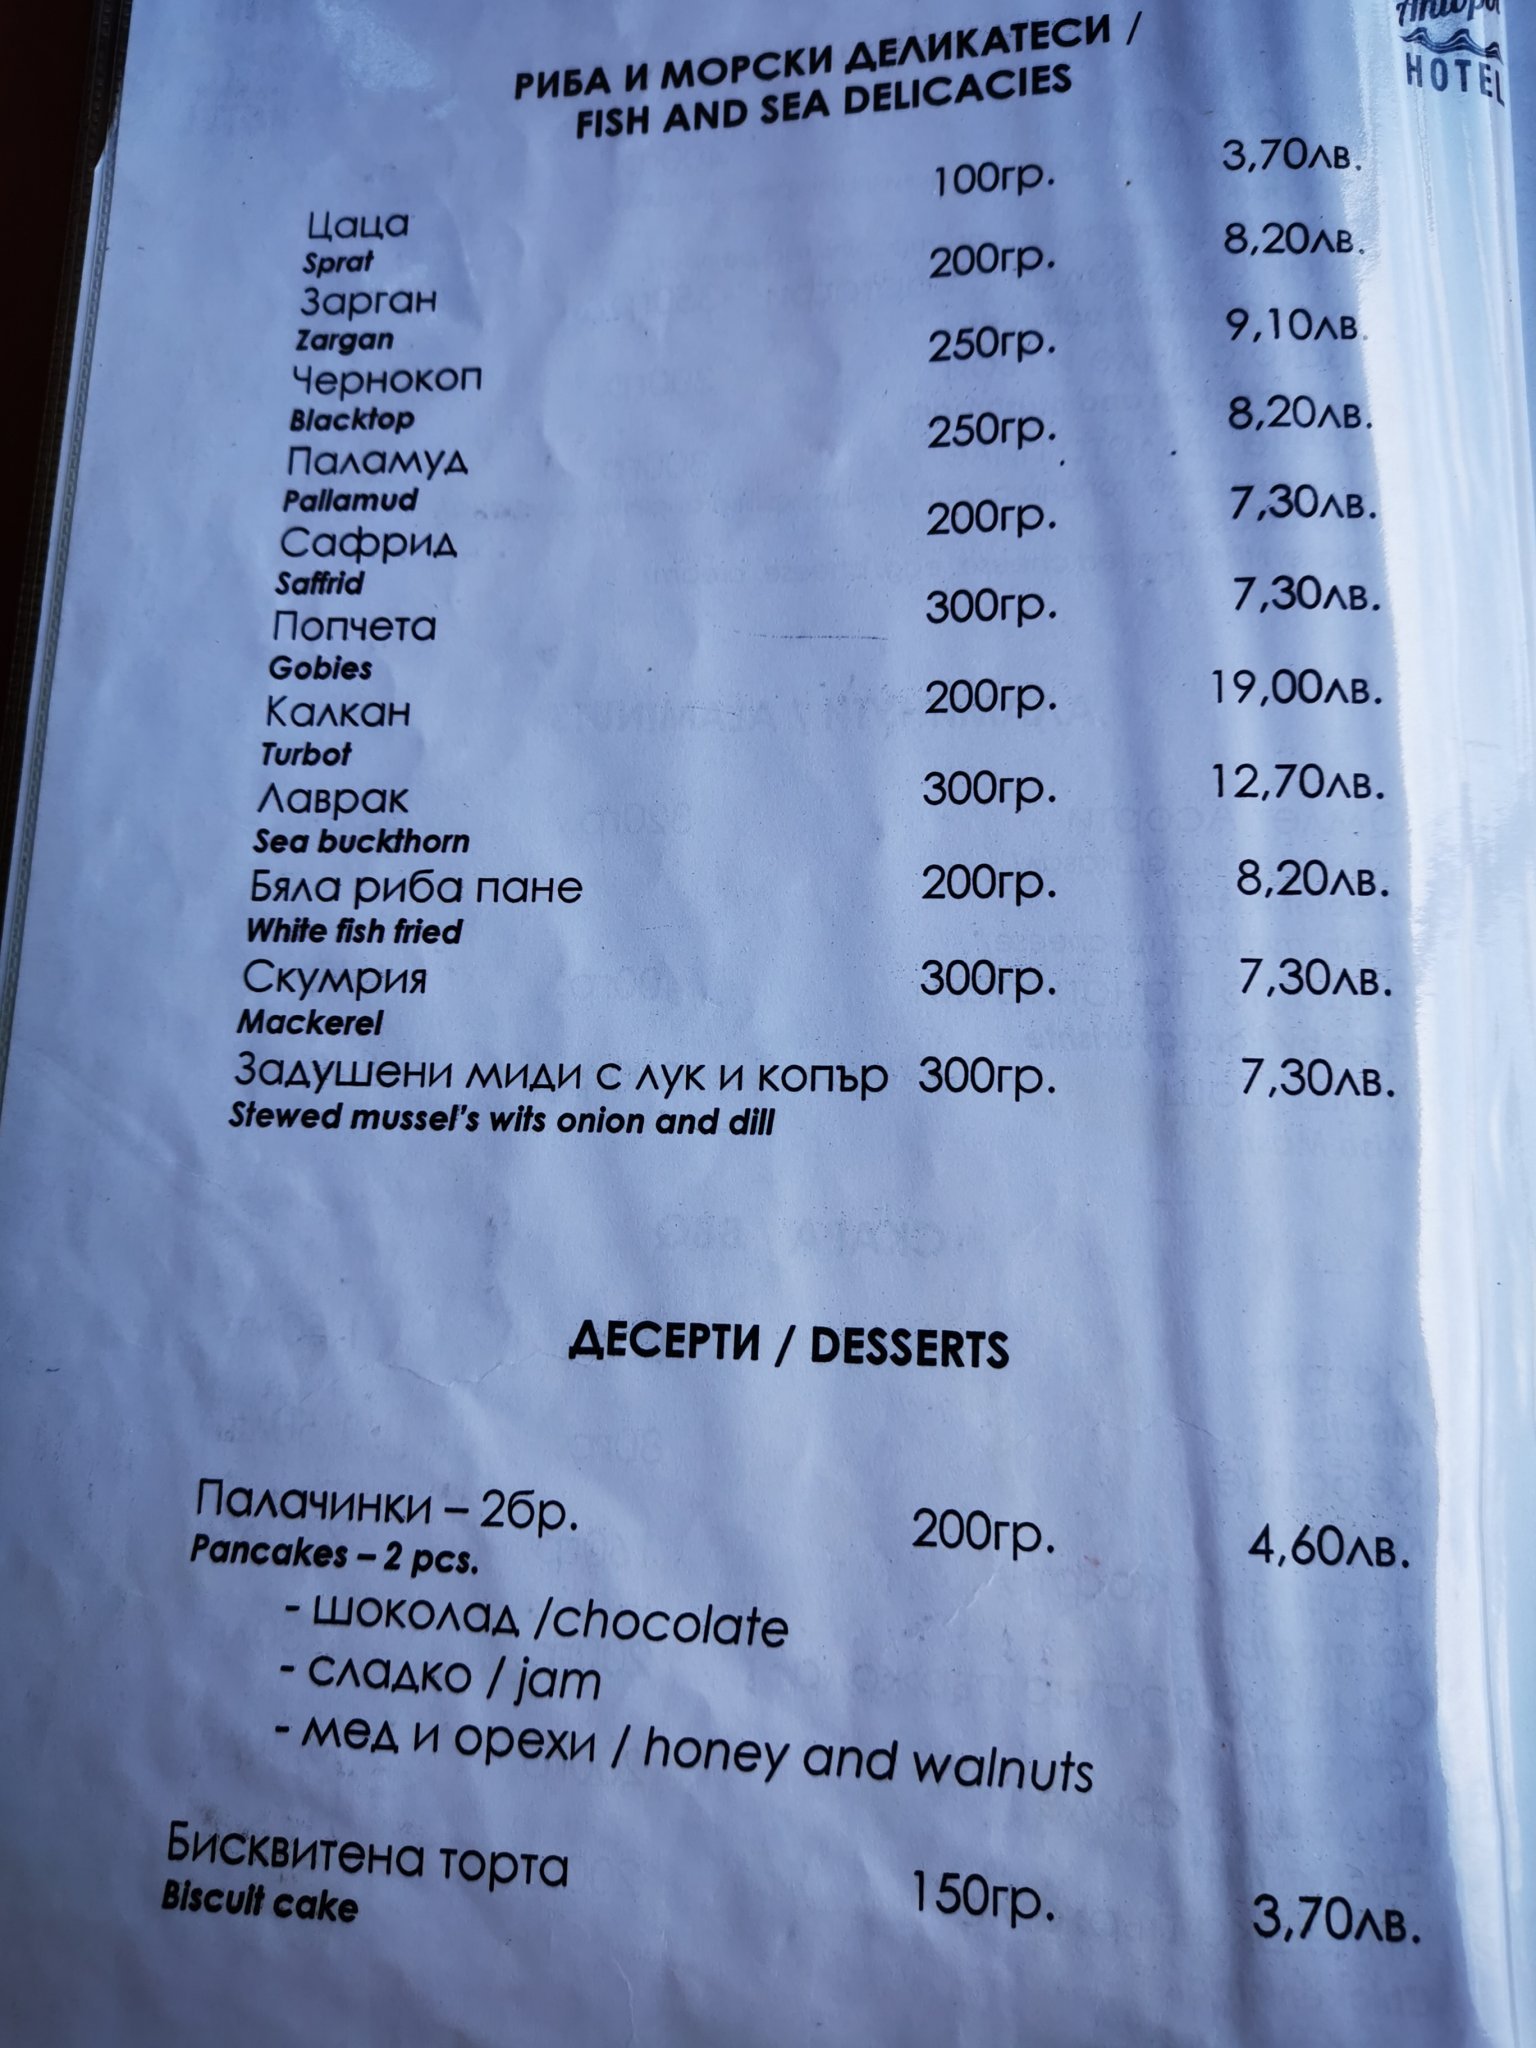 РИБА И МОРСКИ ДЕЛИКАТЕСИ /
FISH AND SEA DELICACIES
HOTEL
Цаца 100гр. 3,70лв.
Sprat
Зарган 200гр. 8,20лв.
Zargan
Чернокоп 250гр. 9,10лв.
Blacktop
Паламуд 250гр. 8,20лв.
Pallamud
Сафрид 200гр. 7,30лв.
Saffrid
Попчета 300гр. 7,30лв.
Gobies
Калкан 200гр. 19,00лв.
Turbot
Лаврак 300гр. 12,70лв.
Sea buckthorn
Бяла риба пане 200гр. 8,20лв.
White fish fried
Скумрия 300гр. 7,30лв.
Mackerel
Задушени миди с лук и копър 300гр. 7,30лв.
Stewed mussel's wits onion and dill
ДЕСЕРТИ / DESSERTS
Палачинки – 2бр. 200гр. 4,60лв.
Pancakes – 2 pcs.
- шоколад /chocolate
- сладко / jam
- мед и орехи / honey and walnuts
Бисквитена торта 150гр. 3,70лв.
Biscuit cake